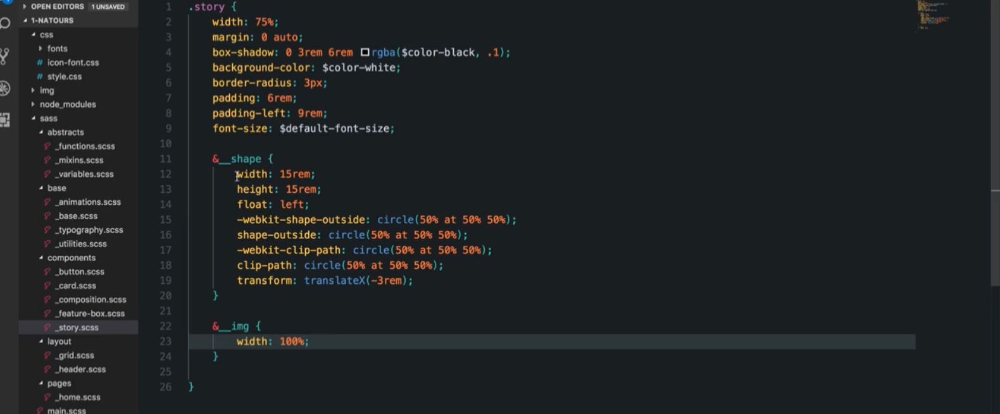 OPEN EDITORS 1 UNSAVED
1-NATOURS
css
fonts
# icon-font.css
# style.css
img
node_modules
sass
abstracts
_functions.scss
_mixins.scss
_variables.scss
base
_animations.scss
_base.scss
_typography.scss
_utilities.scss
components
_button.scss
_card.scss
_composition.scss
_feature-box.scss
_story.scss
layout
_grid.scss
_header.scss
pages
_home.scss
main.scss
1 .story {
2 width: 75%;
3 margin: 0 auto;
4 box-shadow: 0 3rem 6rem rgba($color-black, .1);
5 background-color: $color-white;
6 border-radius: 3px;
7 padding: 6rem;
8 padding-left: 9rem;
9 font-size: $default-font-size;
10
11 &__shape {
12 width: 15rem;
13 height: 15rem;
14 float: left;
15 -webkit-shape-outside: circle(50% at 50% 50%);
16 shape-outside: circle(50% at 50% 50%);
17 -webkit-clip-path: circle(50% at 50% 50%);
18 clip-path: circle(50% at 50% 50%);
19 transform: translateX(-3rem);
20 }
21
22 &__img {
23 width: 100%;
24 }
25
26 }